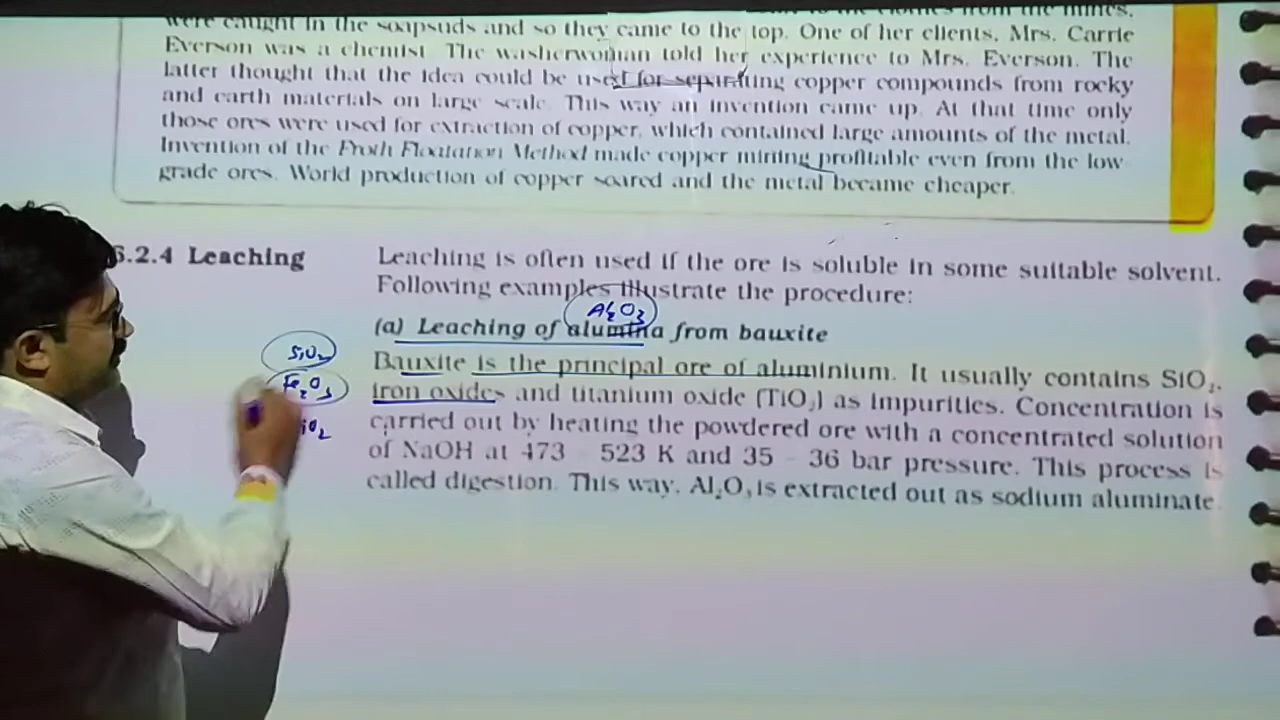 were caught in the soapsuds and so they came to the top. One of her clients, Mrs. Carrie
Everson was a chemist. The washerwoman told her experience to Mrs. Everson. The
latter thought that the idea could be used for separating copper compounds from rocky
and earth materials on large scale. This way an invention came up. At that time only
those ores were used for extraction of copper, which contained large amounts of the metal.
Invention of the Froth Floatation Method made copper mining profitable even from the low-
grade ores. World production of copper soared and the metal became cheaper.
6.2.4 Leaching
Leaching is often used if the ore is soluble in some suitable solvent.
Following examples illustrate the procedure:
Al₂O₃
(a) Leaching of alumina from bauxite
SiO₂
Bauxite is the principal ore of aluminium. It usually contains SiO₂,
Fe₂O₃
iron oxides and titanium oxide (TiO₂) as impurities. Concentration is
iO₂
carried out by heating the powdered ore with a concentrated solution
of NaOH at 473 – 523 K and 35 – 36 bar pressure. This process is
called digestion. This way, Al₂O₃ is extracted out as sodium aluminate.